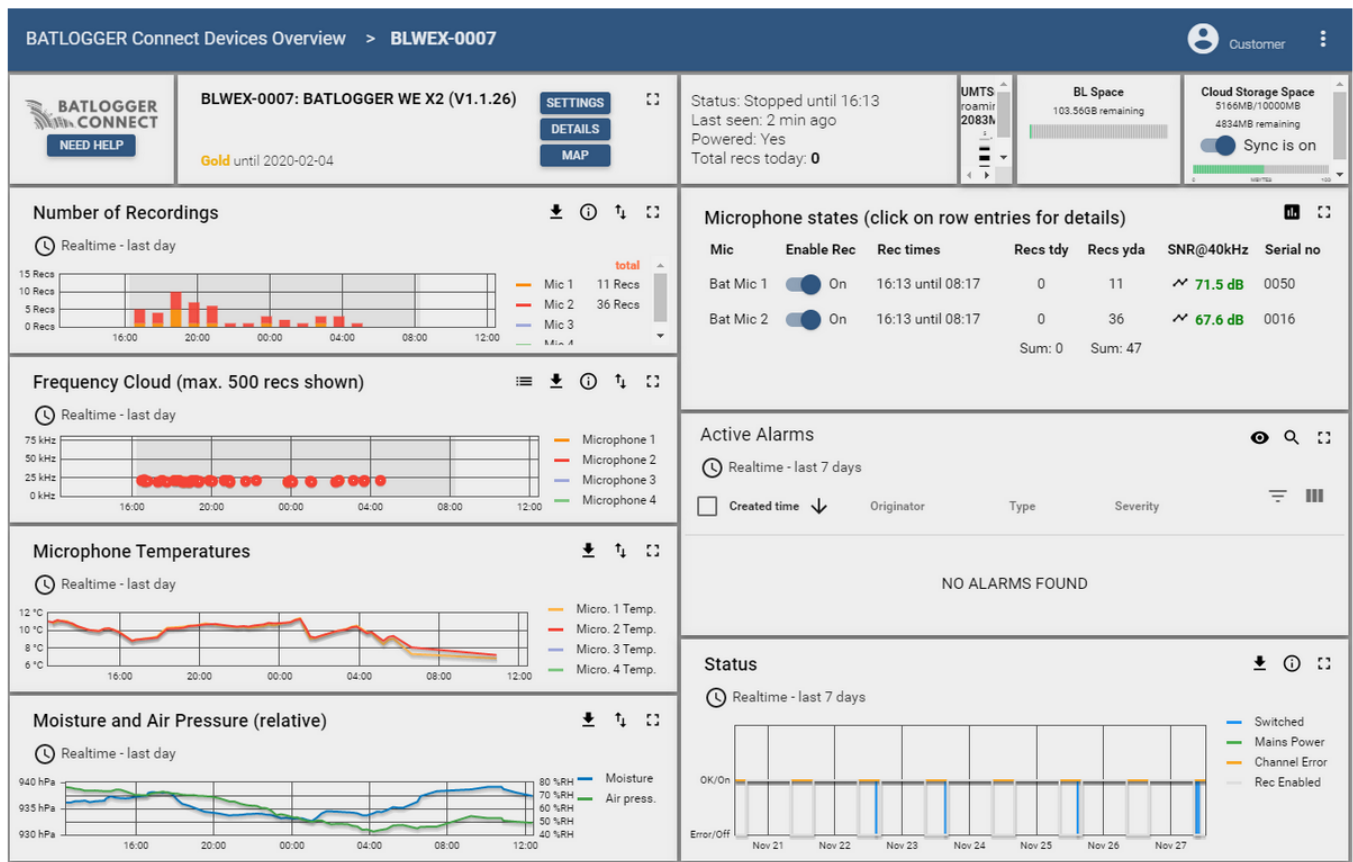 BATLOGGER Connect Devices Overview > BLWEX-0007
Customer
BATLOGGER
CONNECT
NEED HELP
BLWEX-0007: BATLOGGER WE X2 (V1.1.26)
Gold until 2020-02-04
SETTINGS
DETAILS
MAP
Status: Stopped until 16:13
Last seen: 2 min ago
Powered: Yes
Total recs today: 0
UMTS
BL Space
103.56GB remaining
Cloud Storage Space
5166MB/10000MB
4834MB remaining
Sync is on
Number of Recordings
Realtime - last day
total
15 Recs
10 Recs
5 Recs
0 Recs
16:00 20:00 00:00 04:00 08:00 12:00
Mic 1 11 Recs
Mic 2 36 Recs
Mic 3
Mic 4
Microphone states (click on row entries for details)
Mic Enable Rec Rec times Recs tdy Recs yda SNR@40kHz Serial no
Bat Mic 1 On 16:13 until 08:17 0 11 71.5 dB 0050
Bat Mic 2 On 16:13 until 08:17 0 36 67.6 dB 0016
Sum: 0 Sum: 47
Frequency Cloud (max. 500 recs shown)
Realtime - last day
75 kHz
50 kHz
25 kHz
0 kHz
16:00 20:00 00:00 04:00 08:00 12:00
Microphone 1
Microphone 2
Microphone 3
Microphone 4
Active Alarms
Realtime - last 7 days
Created time Originator Type Severity
NO ALARMS FOUND
Microphone Temperatures
Realtime - last day
12 °C
10 °C
8 °C
6 °C
16:00 20:00 00:00 04:00 08:00 12:00
Micro. 1 Temp.
Micro. 2 Temp.
Micro. 3 Temp.
Micro. 4 Temp.
Moisture and Air Pressure (relative)
Realtime - last day
940 hPa
935 hPa
930 hPa
80 %RH
70 %RH
60 %RH
50 %RH
40 %RH
16:00 20:00 00:00 04:00 08:00 12:00
Moisture
Air press.
Status
Realtime - last 7 days
OK/On
Error/Off
Nov 21 Nov 22 Nov 23 Nov 24 Nov 25 Nov 26 Nov 27
Switched
Mains Power
Channel Error
Rec Enabled